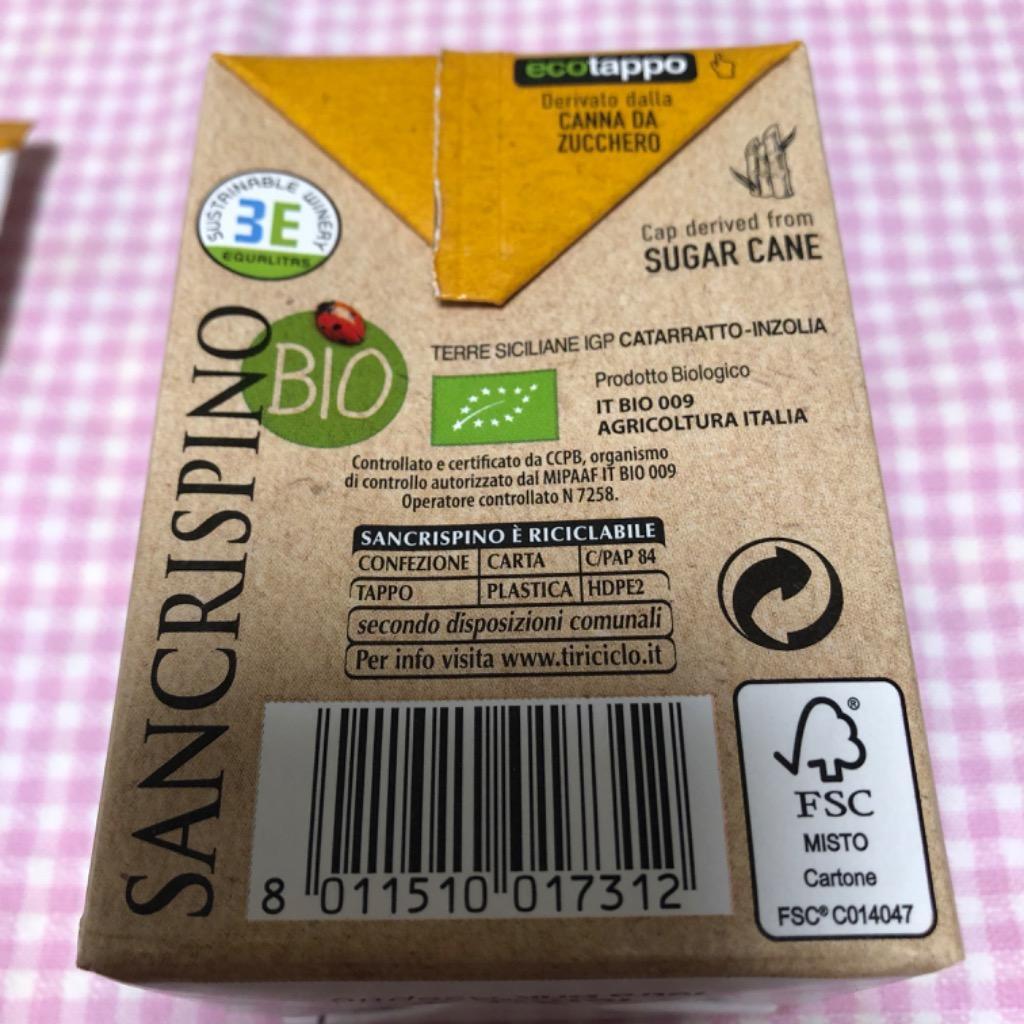 ecotappo
Derivato dalla
CANNA DA
ZUCCHERO
Cap derived from
SUGAR CANE
SUSTAINABLE WINERY
3E
EQUALITAS
SANCRISPINO
BIO
TERRE SICILIANE IGP CATARRATTO-INZOLIA
Prodotto Biologico
IT BIO 009
AGRICOLTURA ITALIA
Controllato e certificato da CCPB, organismo
di controllo autorizzato dal MIPAAF IT BIO 009
Operatore controllato N 7258.
SANCRISPINO È RICICLABILE
CONFEZIONE CARTA C/PAP 84
TAPPO PLASTICA HDPE2
secondo disposizioni comunali
Per info visita www.tiriciclo.it
8 011510 017312
FSC®
MISTO
Cartone
FSC® C014047